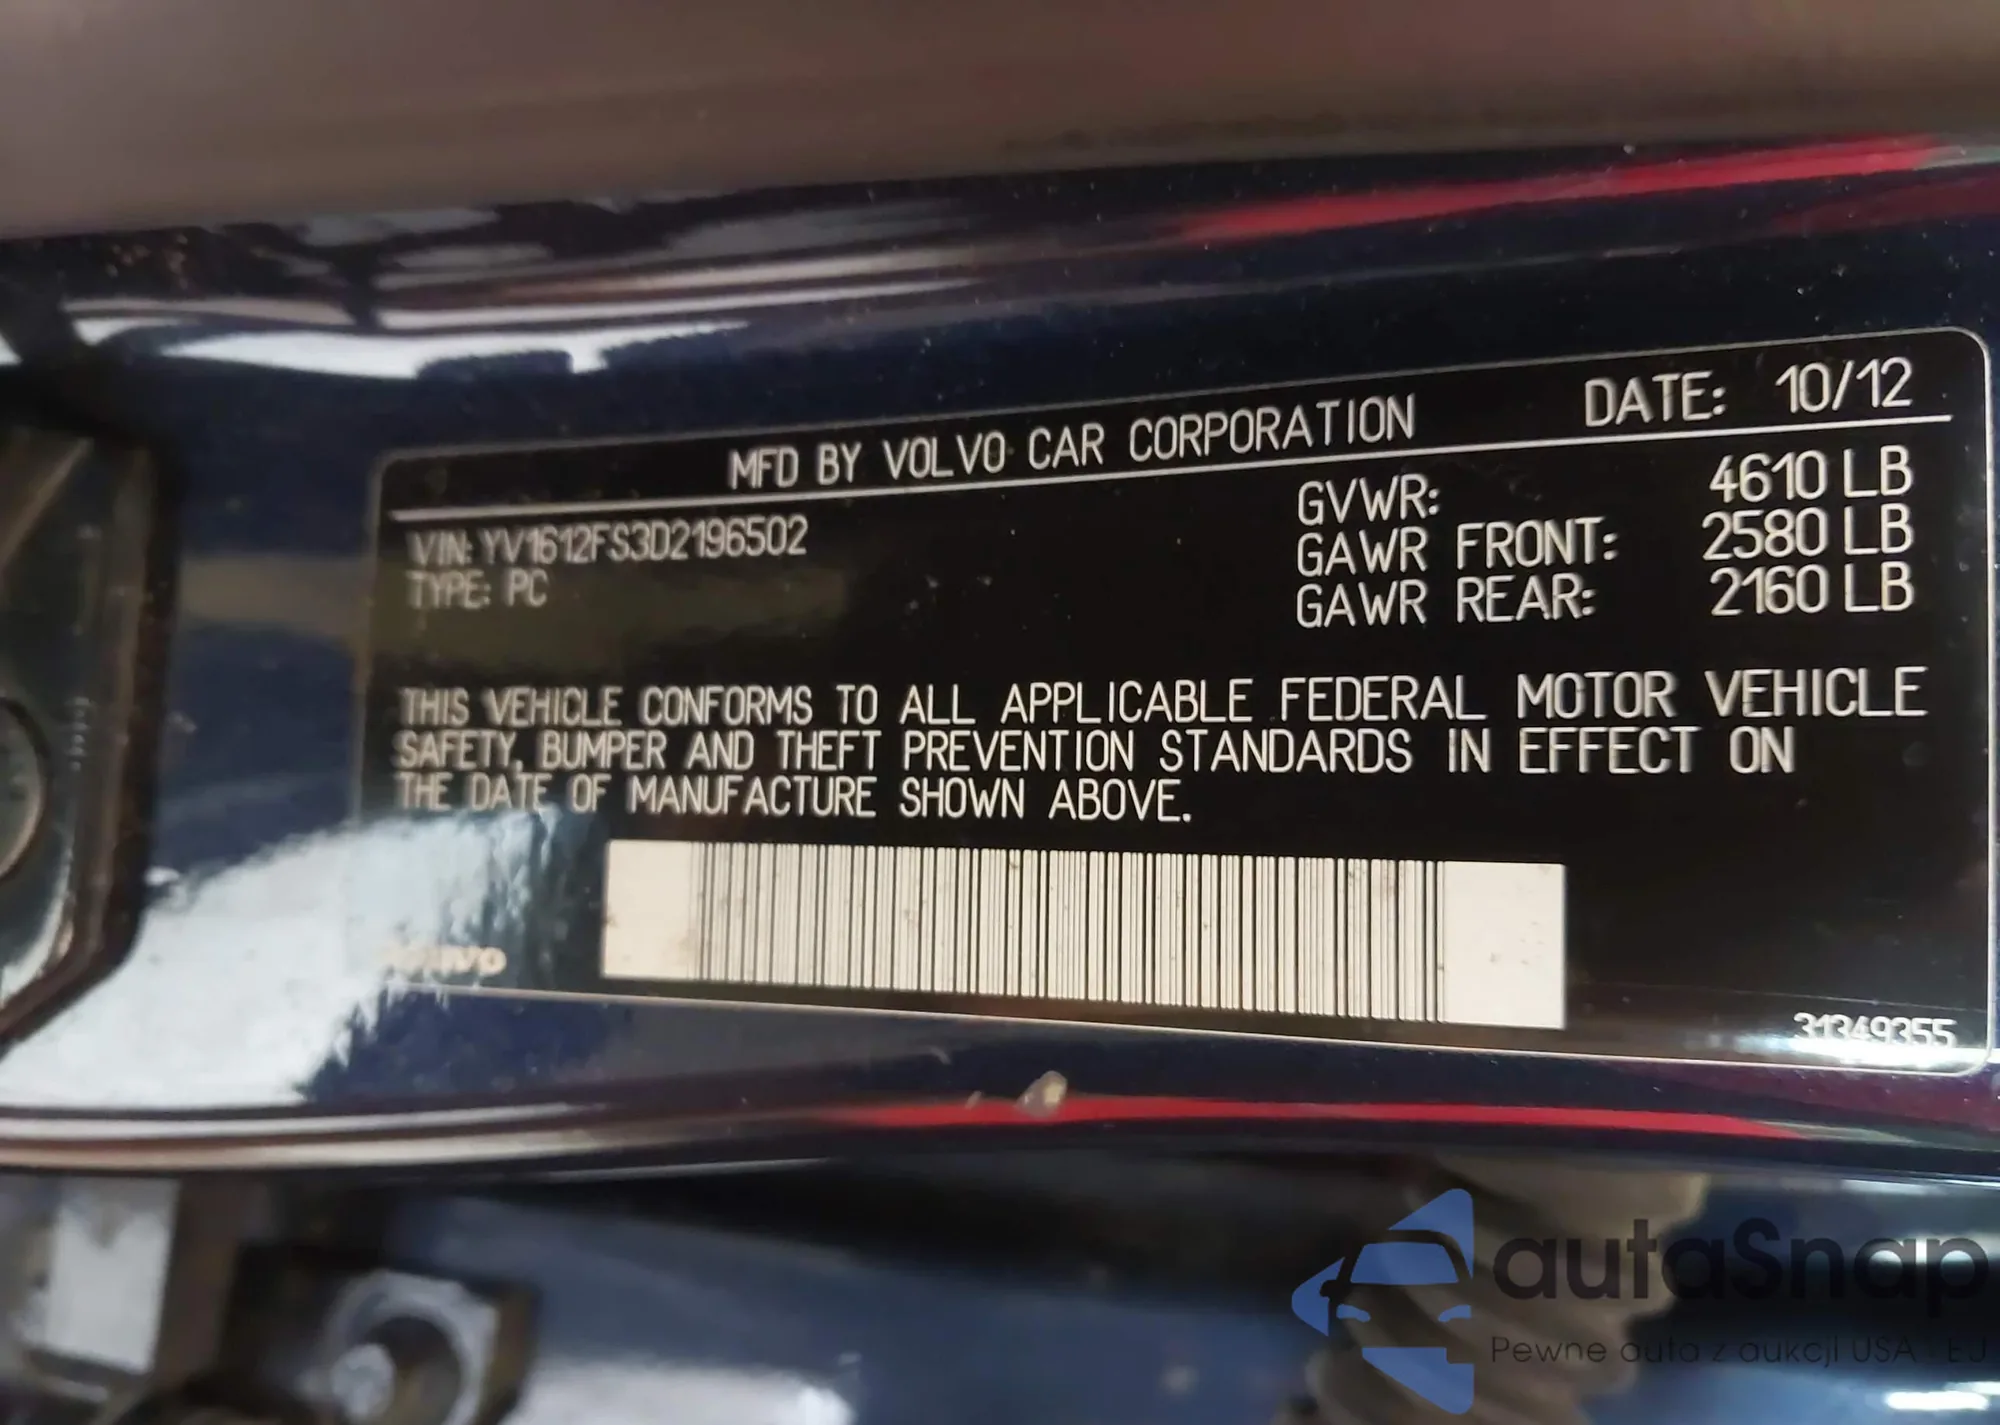 MFD BY VOLVO CAR CORPORATION DATE: 10/12
VIN: YV1612FS3D2196502
TYPE: PC
GVWR: 4610 LB
GAWR FRONT: 2580 LB
GAWR REAR: 2160 LB
THIS VEHICLE CONFORMS TO ALL APPLICABLE FEDERAL MOTOR VEHICLE
SAFETY, BUMPER AND THEFT PREVENTION STANDARDS IN EFFECT ON
THE DATE OF MANUFACTURE SHOWN ABOVE.
31349355
autaSnap
Pewne auta z aukcji USA - EU